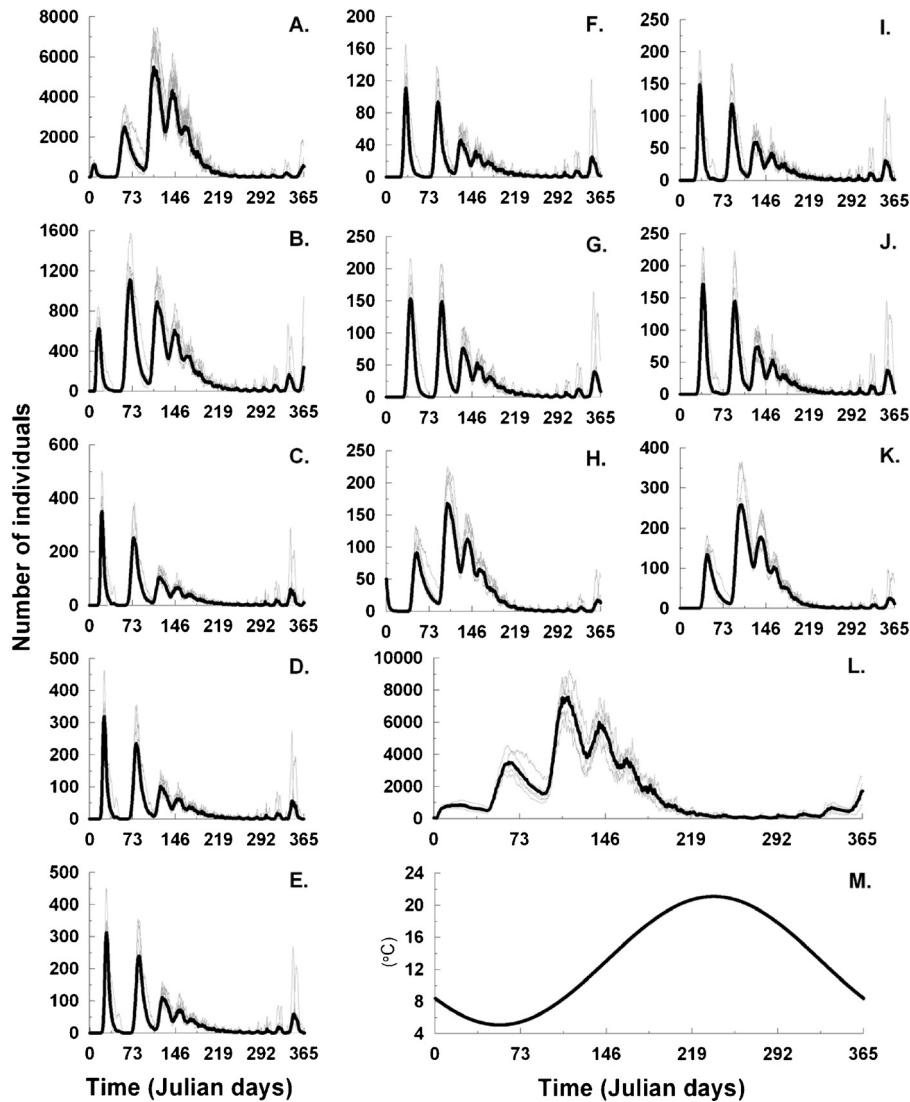 Number of individuals
A.
8000
6000
4000
2000
0
0 73 146 219 292 365
B.
1600
1200
800
400
0
0 73 146 219 292 365
C.
600
400
200
0
0 73 146 219 292 365
D.
500
400
300
200
100
0
0 73 146 219 292 365
E.
500
400
300
200
100
0
0 73 146 219 292 365
Time (Julian days)
F.
200
160
120
80
40
0
0 73 146 219 292 365
G.
250
200
150
100
50
0
0 73 146 219 292 365
H.
250
200
150
100
50
0
0 73 146 219 292 365
I.
250
200
150
100
50
0
0 73 146 219 292 365
J.
250
200
150
100
50
0
0 73 146 219 292 365
K.
400
300
200
100
0
0 73 146 219 292 365
L.
10000
8000
6000
4000
2000
0
0 73 146 219 292 365
M.
(°C)
24
20
16
12
8
4
0 73 146 219 292 365
Time (Julian days)